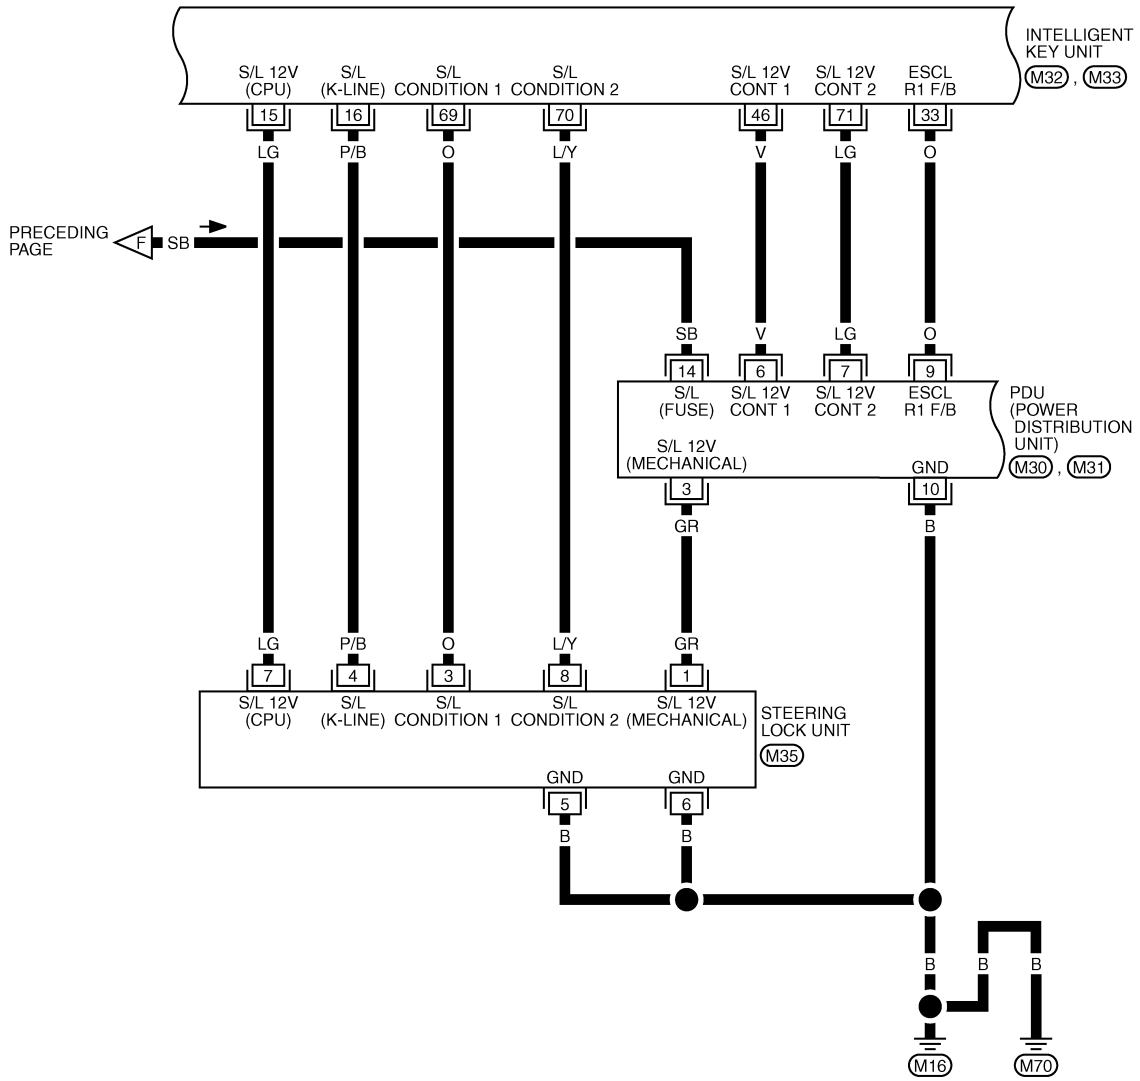 INTELLIGENT
KEY UNIT
M32 , M33
S/L 12V
(CPU)
S/L
(K-LINE)
S/L
CONDITION 1
S/L
CONDITION 2
S/L 12V
CONT 1
S/L 12V
CONT 2
ESCL
R1 F/B
15 16 69 70 46 71 33
LG P/B O L/Y V LG O
PRECEDING
PAGE
F SB
SB V LG O
14 6 7 9
S/L
(FUSE)
S/L 12V
CONT 1
S/L 12V
CONT 2
ESCL
R1 F/B
PDU
(POWER
DISTRIBUTION
UNIT)
M30 , M31
S/L 12V
(MECHANICAL)
GND
3 10
GR B
LG P/B O L/Y GR
7 4 3 8 1
S/L 12V
(CPU)
S/L
(K-LINE)
S/L
CONDITION 1
S/L
CONDITION 2
S/L 12V
(MECHANICAL)
STEERING
LOCK UNIT
M35
GND GND
5 6
B B
B B B
M16 M70